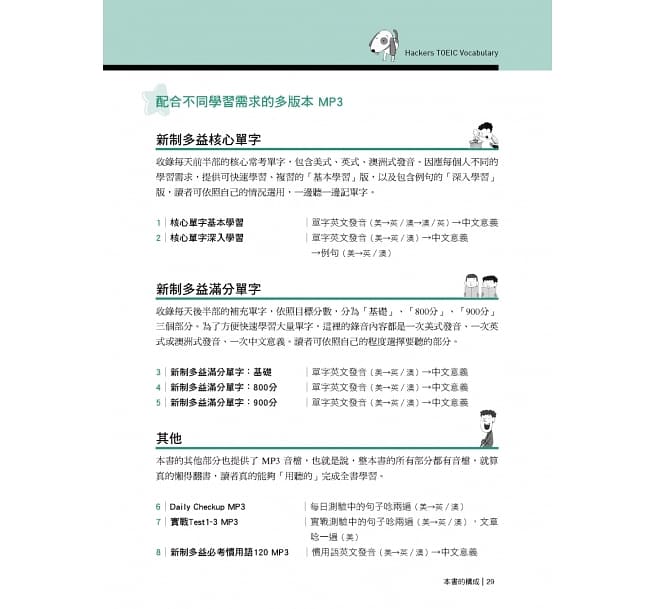 Hackers TOEIC Vocabulary
配合不同學習需求的多版本 MP3
新制多益核心單字
收錄每天前半部的核心常考單字，包含美式、英式、澳洲式發音。因應每個人不同的
學習需求，提供可快速學習、複習的「基本學習」版，以及包含例句的「深入學習」
版，讀者可依照自己的情況選用，一邊聽一邊記單字。
1｜核心單字基本學習｜單字英文發音（美→英 / 澳→澳 / 英）→中文意義
2｜核心單字深入學習｜單字英文發音（美→英 / 澳）→中文意義
→例句（美→英 / 澳）
新制多益滿分單字
收錄每天後半部的補充單字，依照目標分數，分為「基礎」、「800分」、「900分」
三個部分。為了方便快速學習大量單字，這裡的錄音內容都是一次美式發音、一次英
式或澳洲式發音、一次中文意義。讀者可依照自己的程度選擇要聽的部分。
3｜新制多益滿分單字：基礎｜單字英文發音（美→英 / 澳）→中文意義
4｜新制多益滿分單字：800分｜單字英文發音（美→英 / 澳）→中文意義
5｜新制多益滿分單字：900分｜單字英文發音（美→英 / 澳）→中文意義
其他
本書的其他部分也提供了 MP3 音檔，也就是說，整本書的所有部分都有音檔，就算
真的懶得翻書，讀者真的能夠「用聽的」完成全書學習。
6｜Daily Checkup MP3｜每日測驗中的句子唸兩遍（美→英 / 澳）
7｜實戰Test1-3 MP3｜實戰測驗中的句子唸兩遍（美→英 / 澳），文章
唸一遍（美）
8｜新制多益必考慣用語120 MP3｜慣用語英文發音（美→英 / 澳）→中文意義
本書的構成｜29